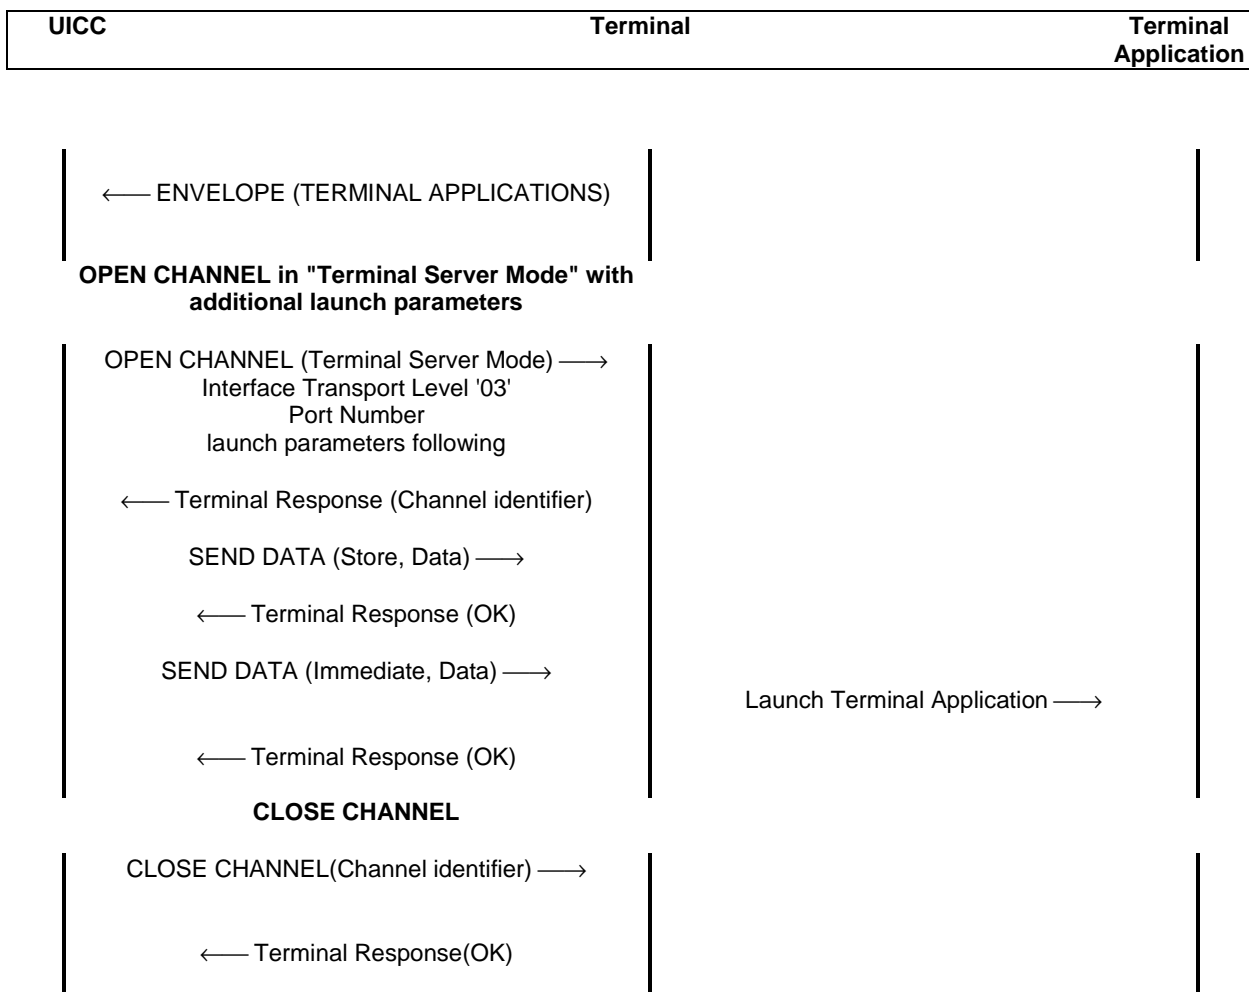 UICC Terminal Terminal
Application
⟵ ENVELOPE (TERMINAL APPLICATIONS)
OPEN CHANNEL in "Terminal Server Mode" with
additional launch parameters
OPEN CHANNEL (Terminal Server Mode) ⟶
Interface Transport Level '03'
Port Number
launch parameters following
⟵ Terminal Response (Channel identifier)
SEND DATA (Store, Data) ⟶
⟵ Terminal Response (OK)
SEND DATA (Immediate, Data) ⟶
Launch Terminal Application ⟶
⟵ Terminal Response (OK)
CLOSE CHANNEL
CLOSE CHANNEL(Channel identifier) ⟶
⟵ Terminal Response(OK)